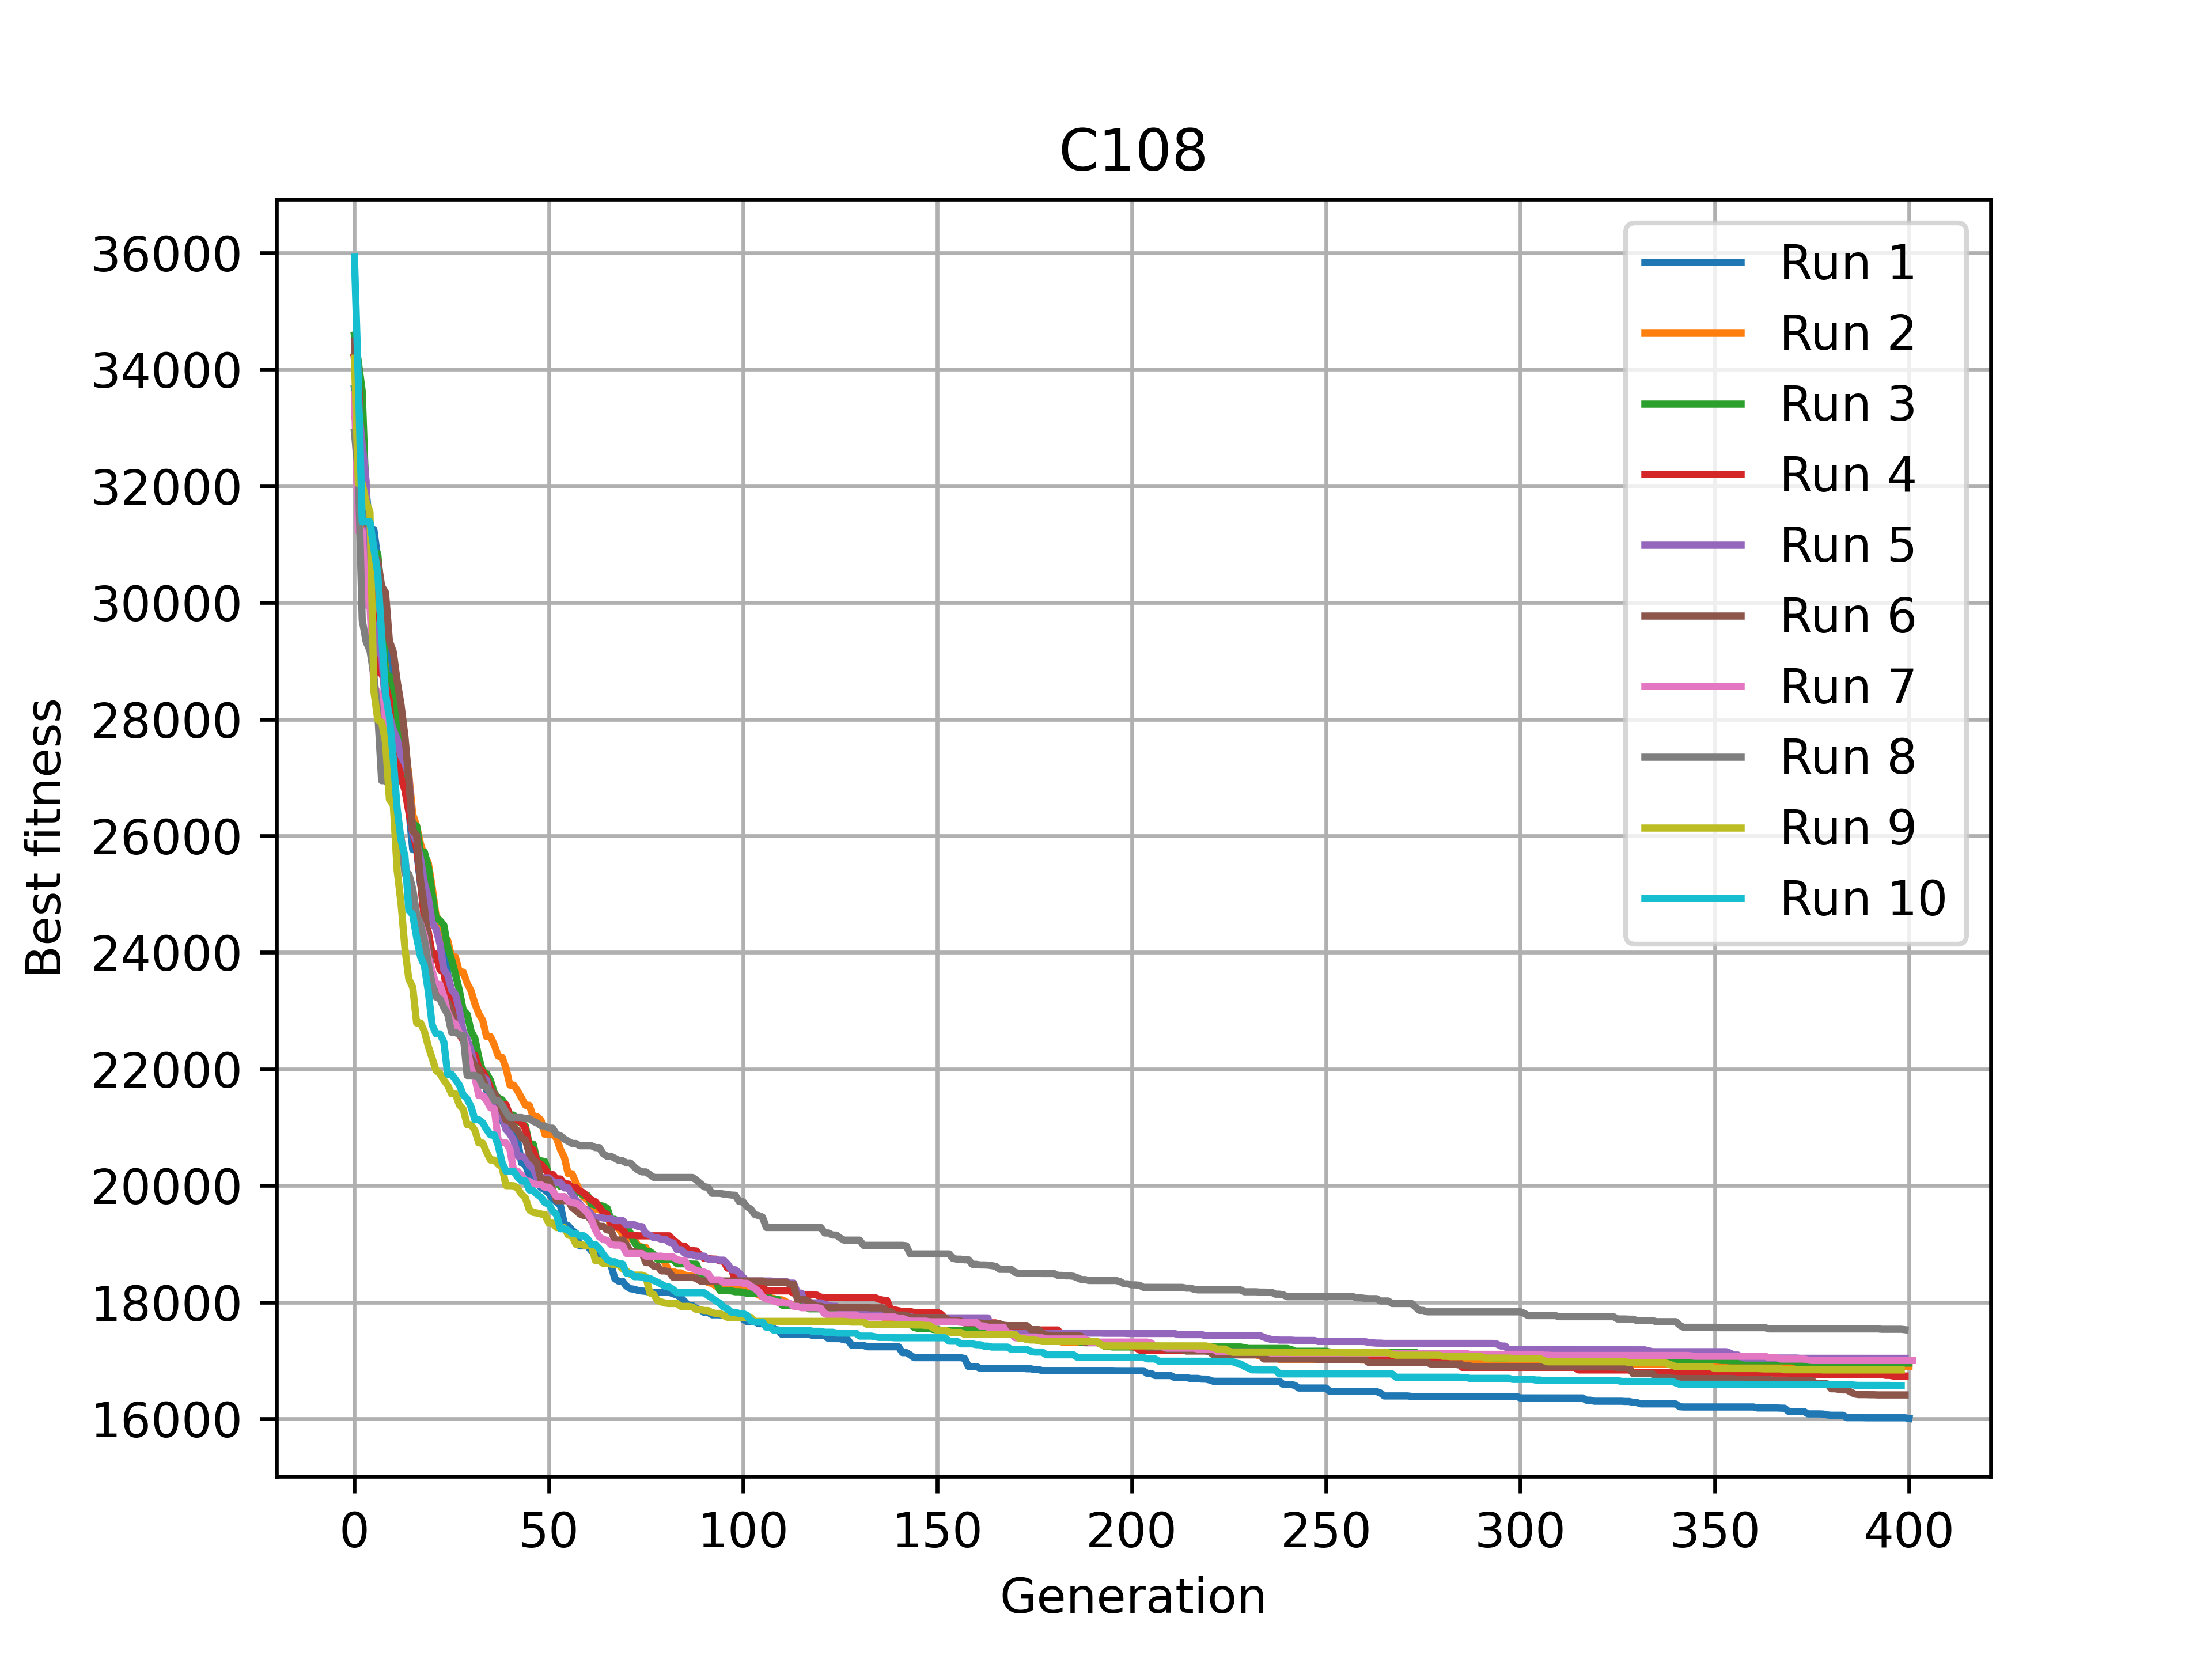 C108
Best fitness
36000
34000
32000
30000
28000
26000
24000
22000
20000
18000
16000
Run 1
Run 2
Run 3
Run 4
Run 5
Run 6
Run 7
Run 8
Run 9
Run 10
0 50 100 150 200 250 300 350 400
Generation